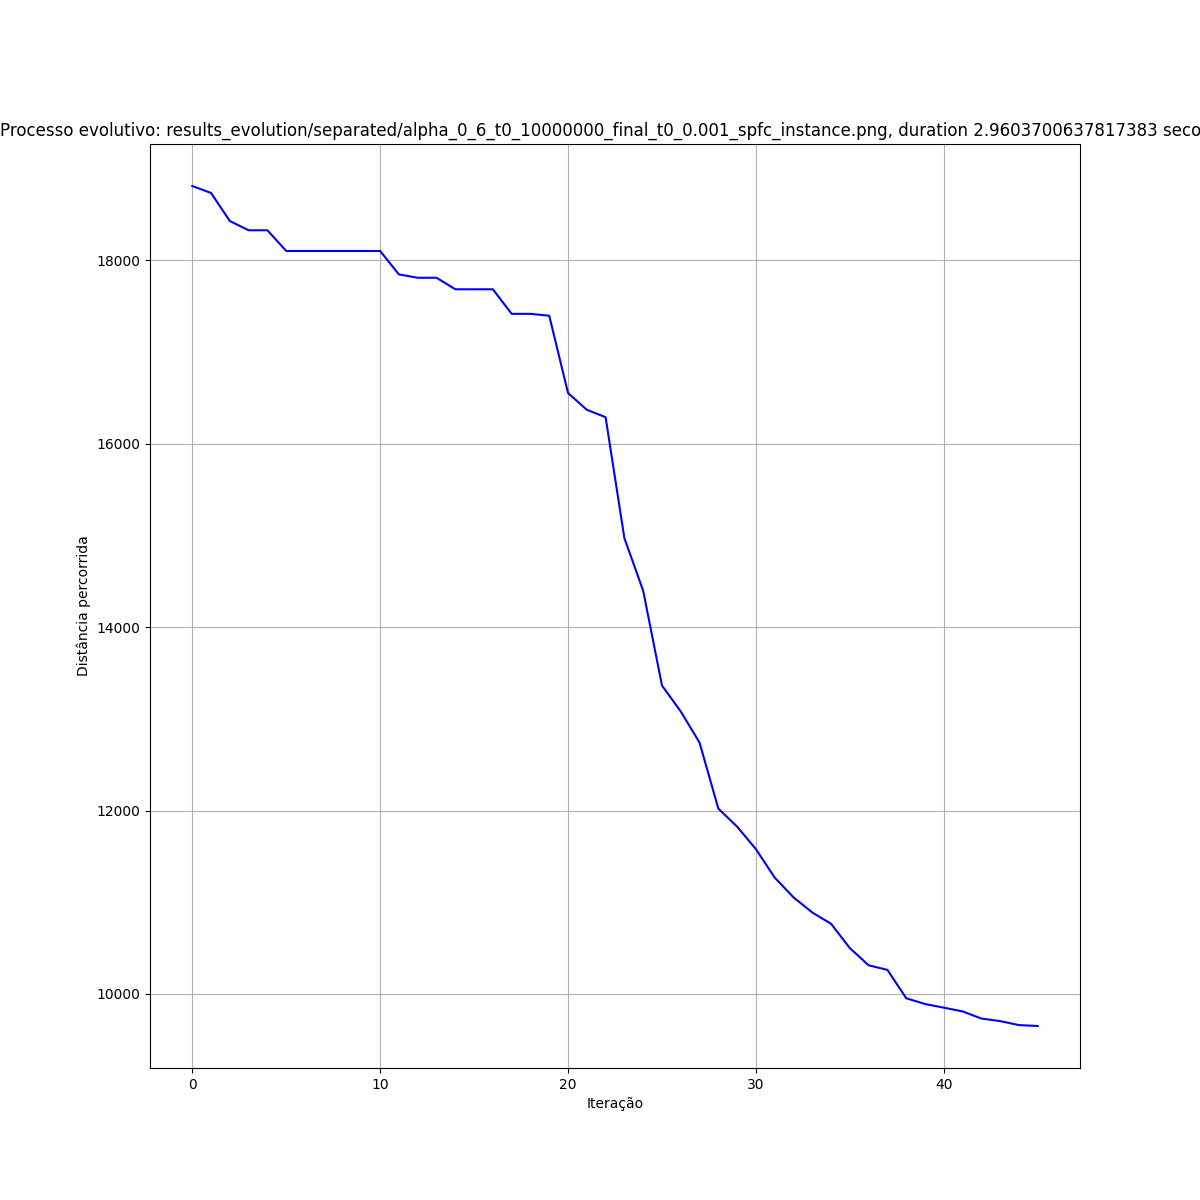 Processo evolutivo: results_evolution/separated/alpha_0_6_t0_10000000_final_t0_0.001_spfc_instance.png, duration 2.9603700637817383 seco
18000
16000
14000
12000
10000
Distância percorrida
0 10 20 30 40
Iteração